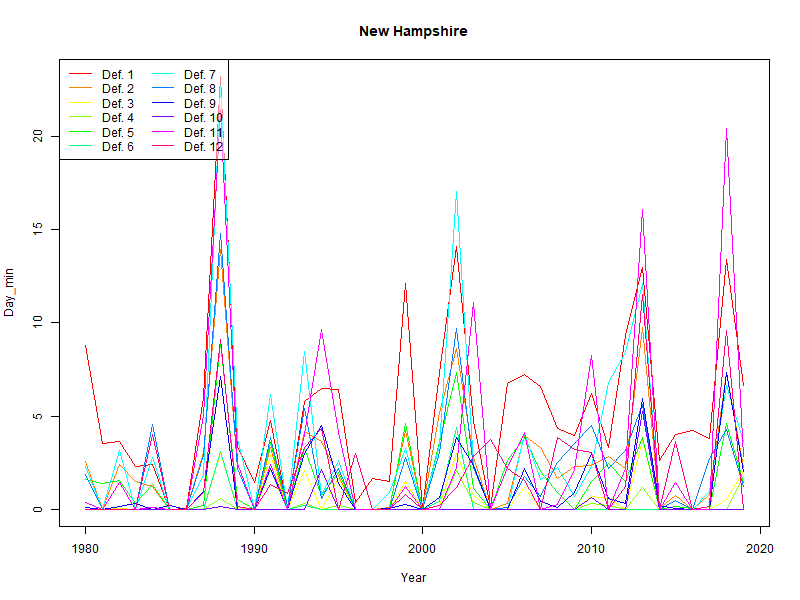 New Hampshire
Def. 1 Def. 7
Def. 2 Def. 8
Def. 3 Def. 9
Def. 4 Def. 10
Def. 5 Def. 11
Def. 6 Def. 12
Day_min
20
15
10
5
0
1980 1990 2000 2010 2020
Year